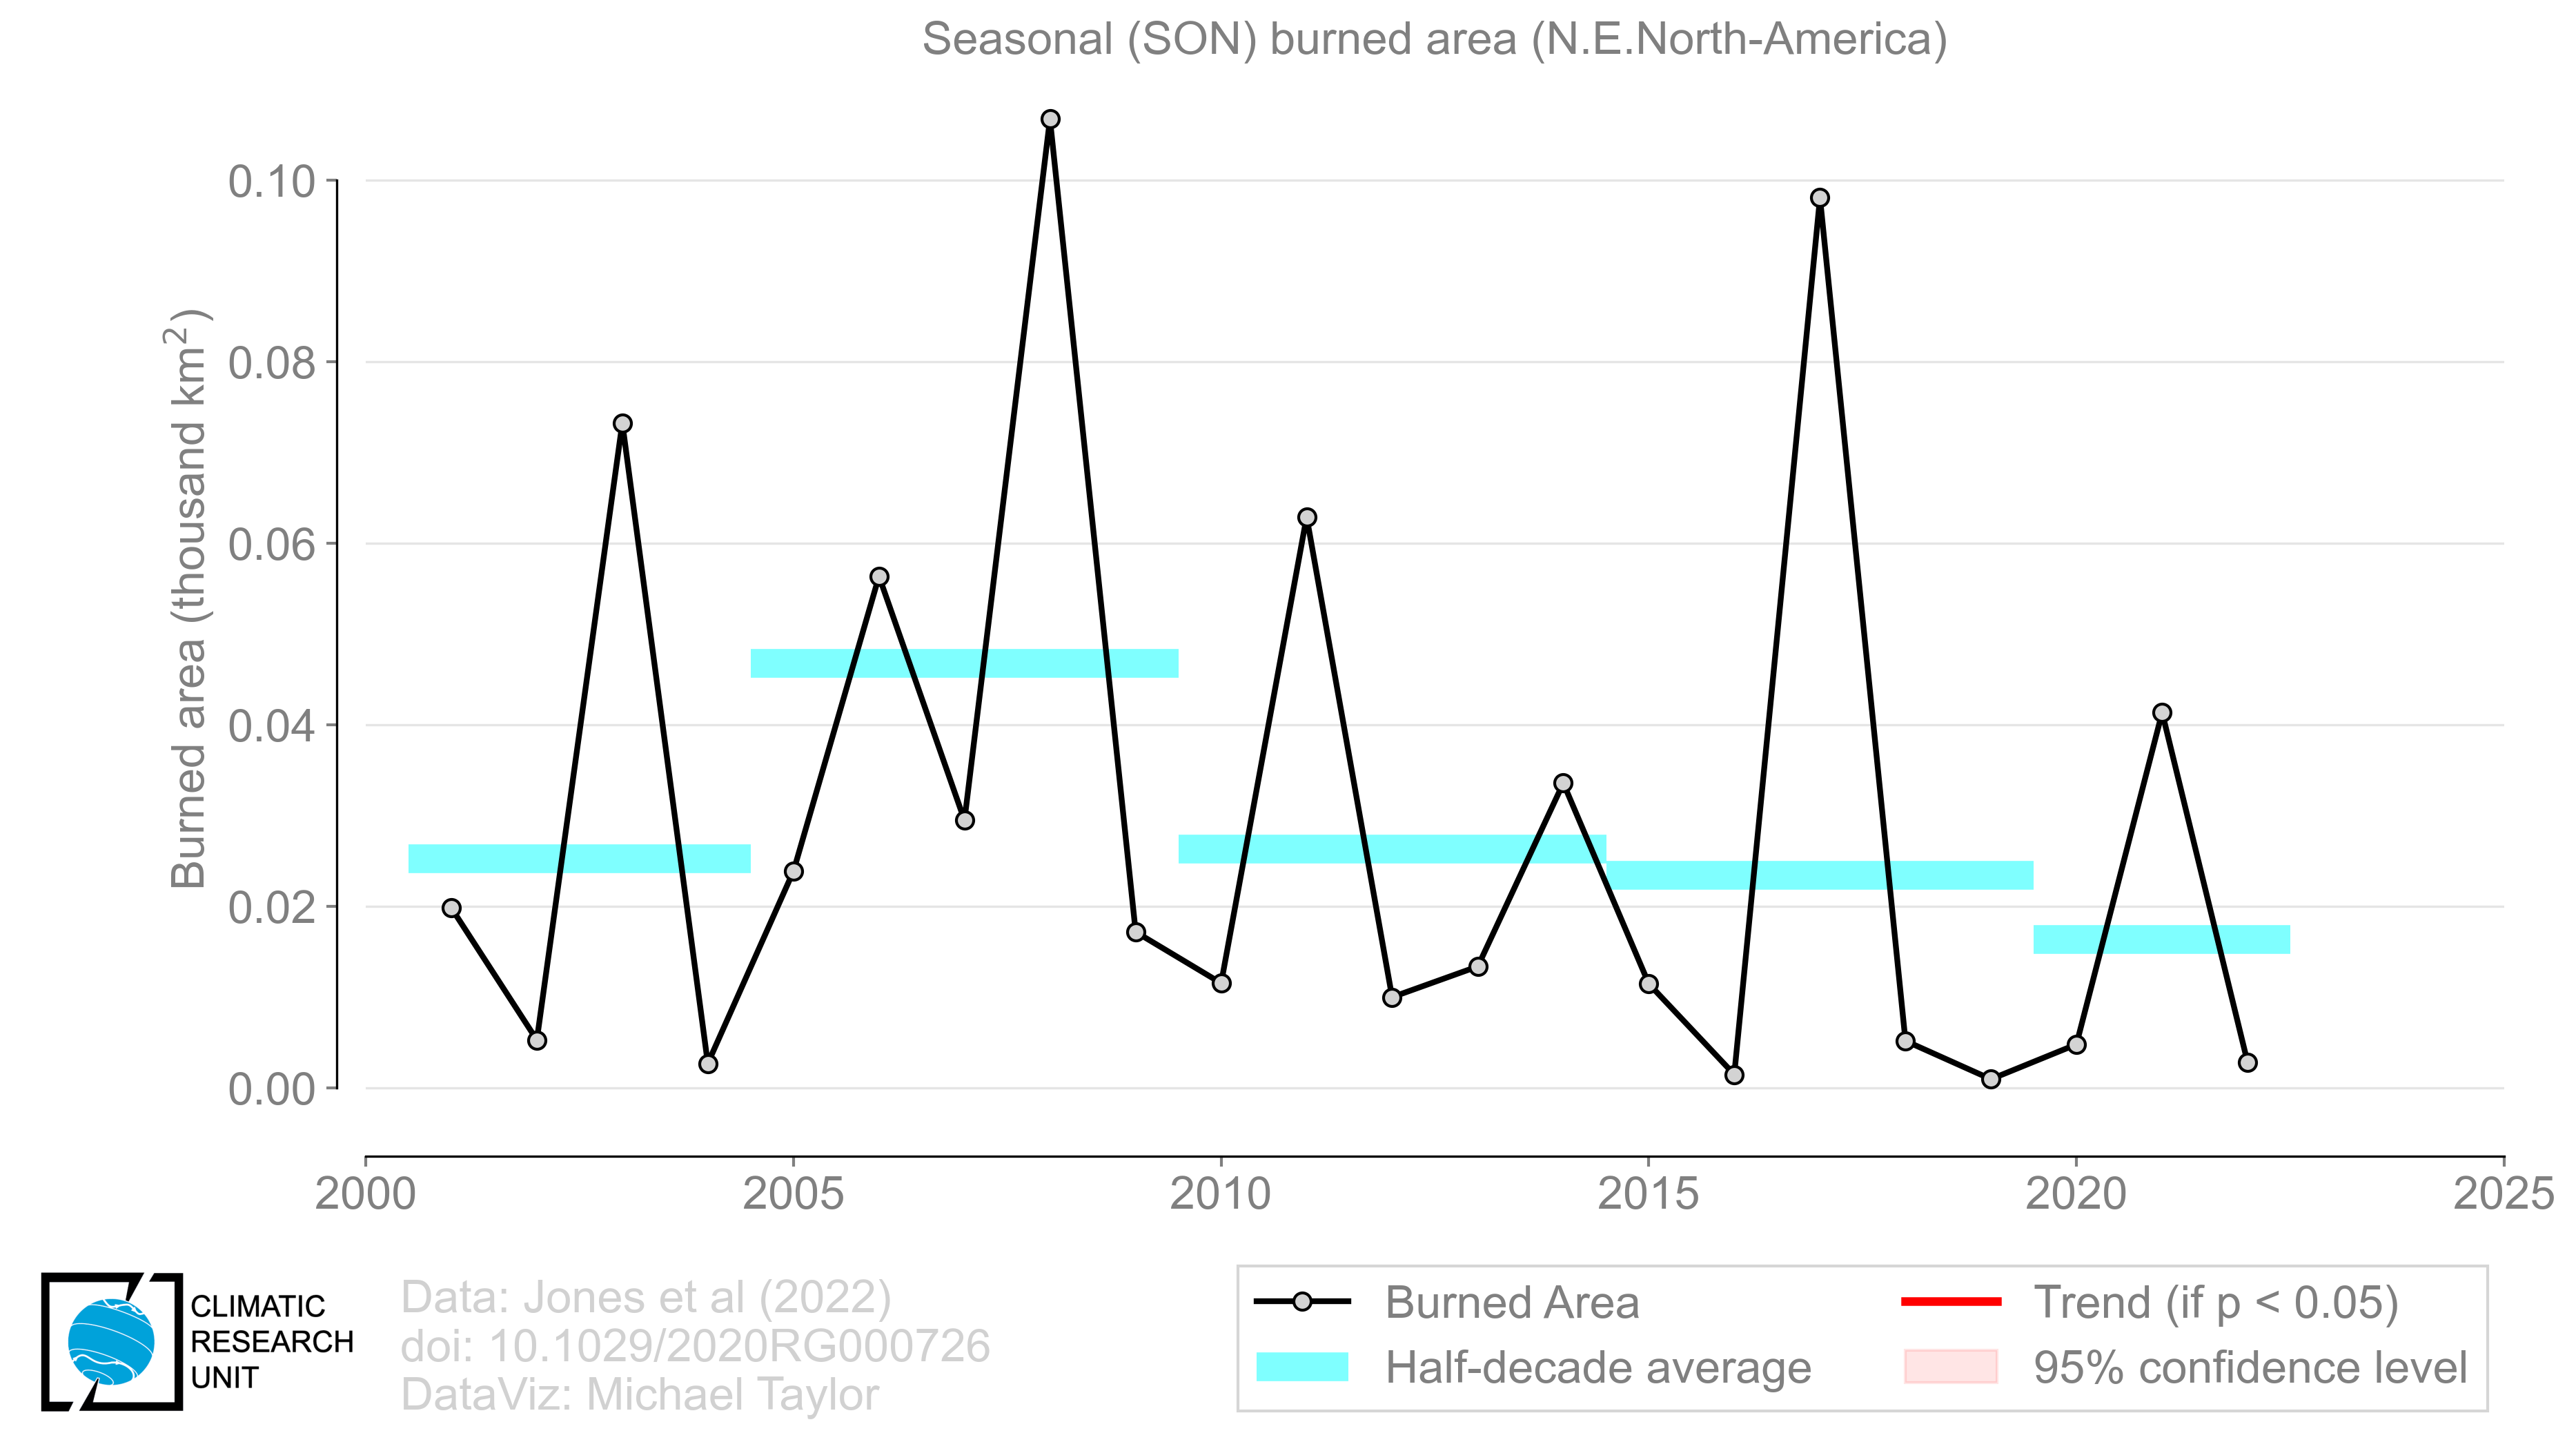 Seasonal (SON) burned area (N.E.North-America)
Burned area (thousand km²)
0.10
0.08
0.06
0.04
0.02
0.00
2000 2005 2010 2015 2020 2025
CLIMATIC
RESEARCH
UNIT
Data: Jones et al (2022)
doi: 10.1029/2020RG000726
DataViz: Michael Taylor
Burned Area
Half-decade average
Trend (if p < 0.05)
95% confidence level